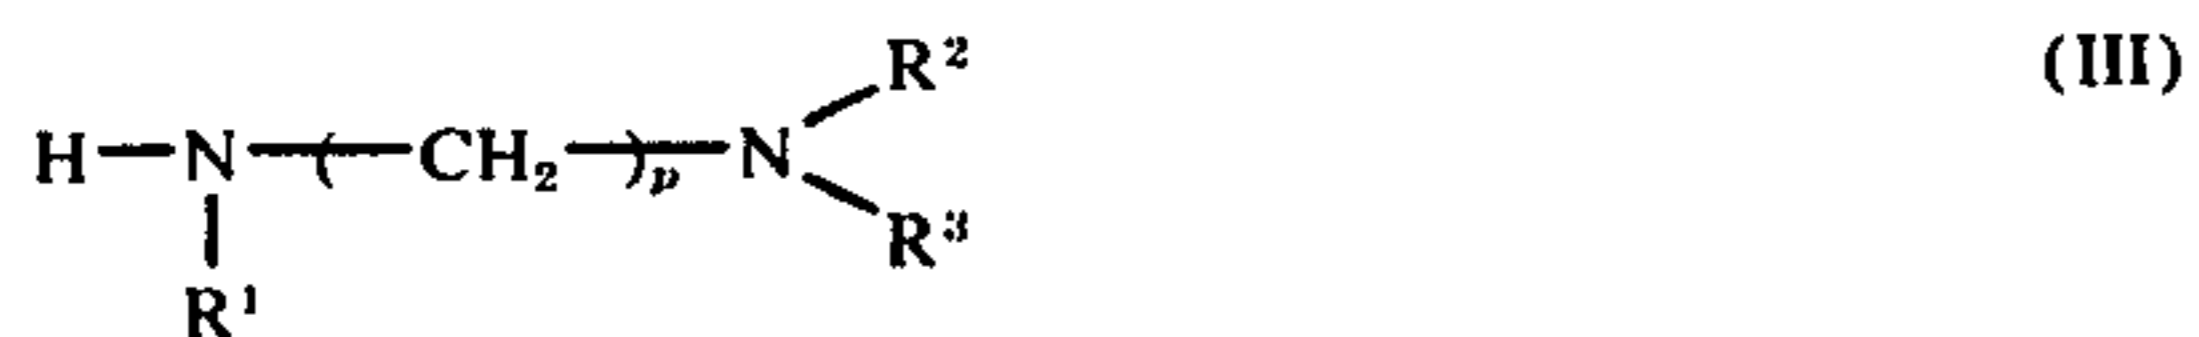 (III)
R²
H—N—(—CH₂—)ₚ—N
R³
R¹